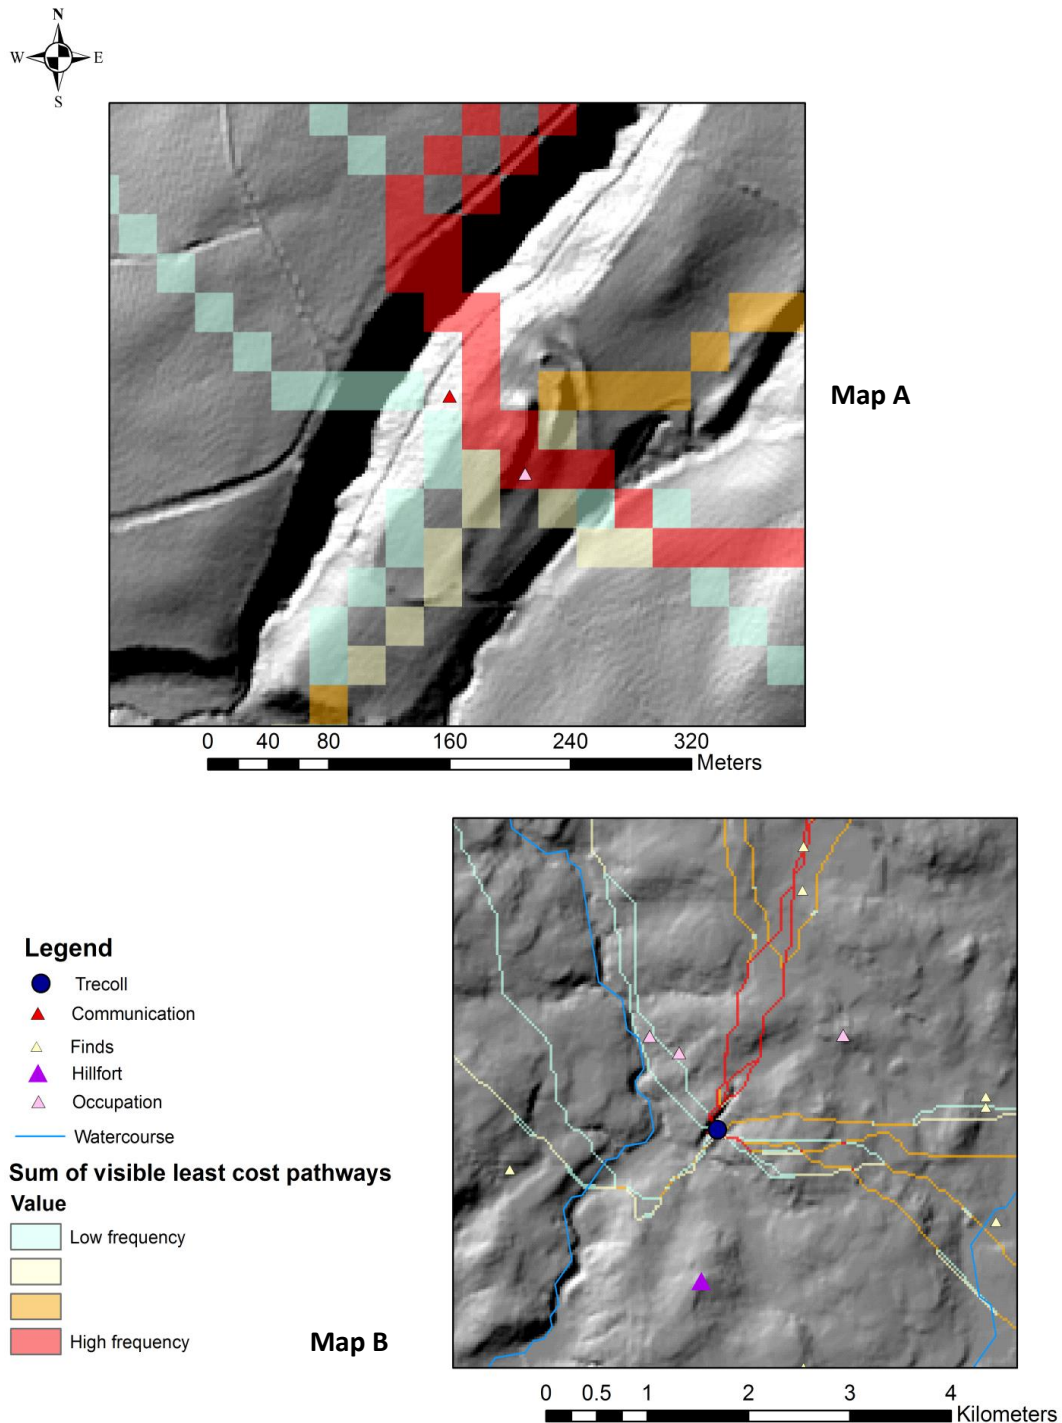 N
W E
S
Map A
0 40 80 160 240 320
Meters
Legend
Trecoll
Communication
Finds
Hillfort
Occupation
Watercourse
Sum of visible least cost pathways
Value
Low frequency
High frequency
Map B
0 0.5 1 2 3 4
Kilometers